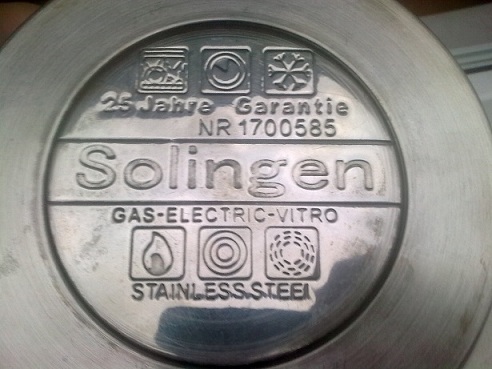 25 Jahre Garantie
NR 1700585
Solingen
GAS-ELECTRIC-VITRO
STAINLESS.STEEL